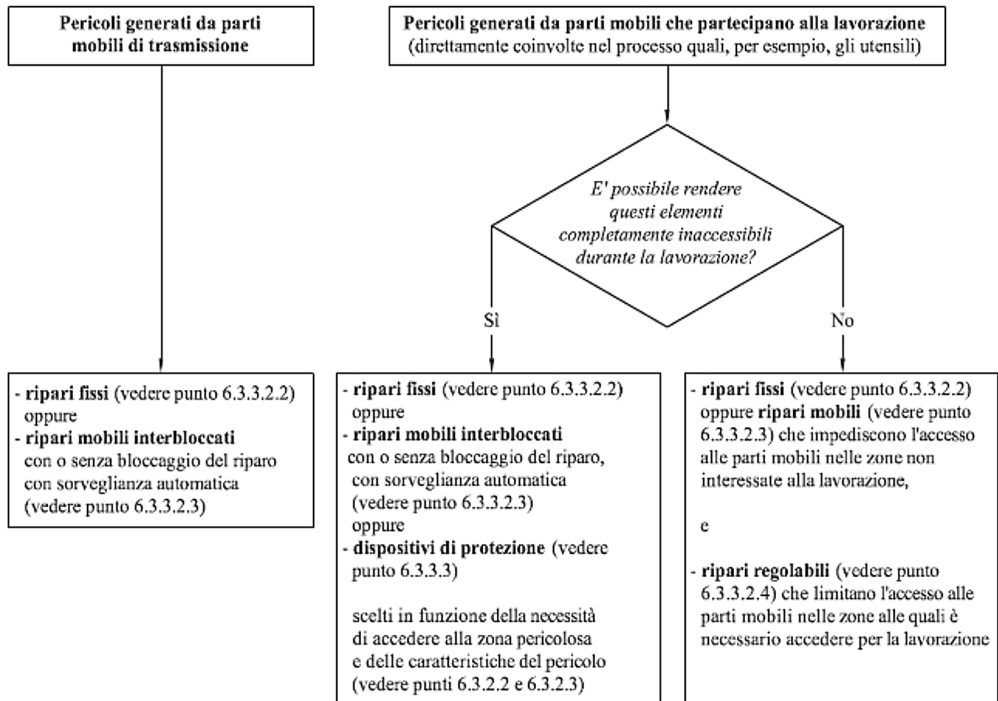 Pericoli generati da parti
mobili di trasmissione
Pericoli generati da parti mobili che partecipano alla lavorazione
(direttamente coinvolte nel processo quali, per esempio, gli utensili)
E' possibile rendere
questi elementi
completamente inaccessibili
durante la lavorazione?
Sì
No
- ripari fissi (vedere punto 6.3.3.2.2)
oppure
- ripari mobili interbloccati
con o senza bloccaggio del riparo
con sorveglianza automatica
(vedere punto 6.3.3.2.3)
- ripari fissi (vedere punto 6.3.3.2.2)
oppure
- ripari mobili interbloccati
con o senza bloccaggio del riparo,
con sorveglianza automatica
(vedere punto 6.3.3.2.3)
oppure
- dispositivi di protezione (vedere
punto 6.3.3.3)
scelti in funzione della necessità
di accedere alla zona pericolosa
e delle caratteristiche del pericolo
(vedere punti 6.3.2.2 e 6.3.2.3)
- ripari fissi (vedere punto 6.3.3.2.2)
oppure ripari mobili (vedere punto
6.3.3.2.3) che impediscono l'accesso
alle parti mobili nelle zone non
interessate alla lavorazione,
e
- ripari regolabili (vedere punto
6.3.3.2.4) che limitano l'accesso alle
parti mobili nelle zone alle quali è
necessario accedere per la lavorazione